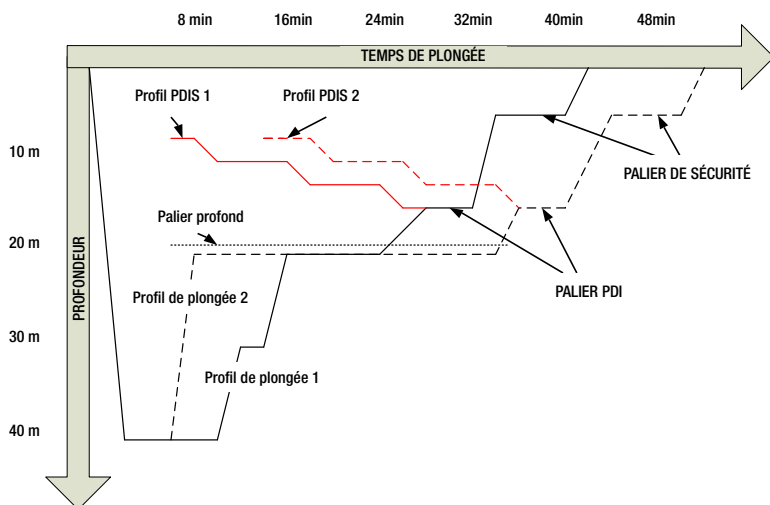 8 min 16min 24min 32min 40min 48min
TEMPS DE PLONGÉE
Profil PDIS 1 Profil PDIS 2
10 m
PALIER DE SÉCURITÉ
Palier profond
20 m
PROFONDEUR
PALIER PDI
Profil de plongée 2
30 m
Profil de plongée 1
40 m